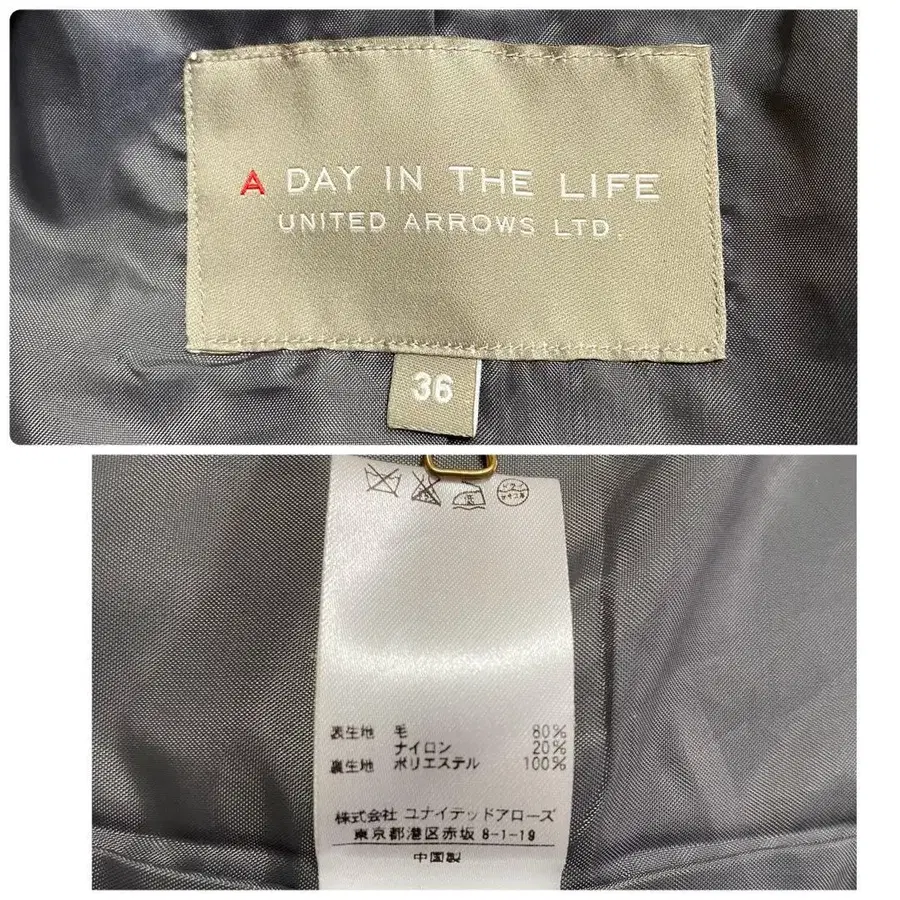 A DAY IN THE LIFE
UNITED ARROWS LTD.
36
表生地 毛 80%
ナイロン 20%
裏生地 ポリエステル 100%
株式会社 ユナイテッドアローズ
東京都港区赤坂 8-1-19
中国製